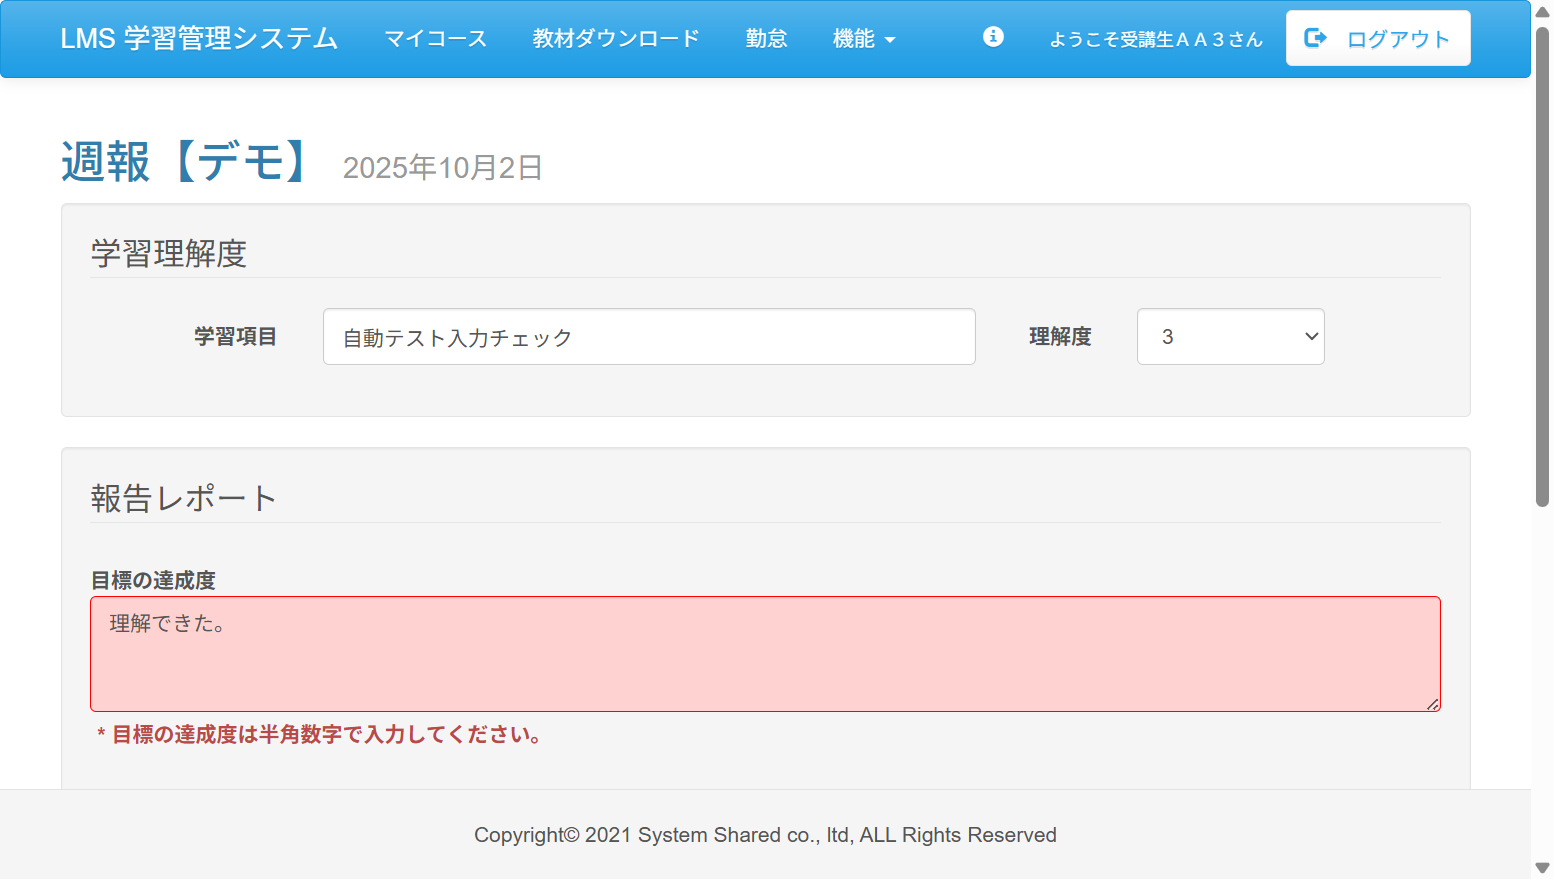 LMS 学習管理システム マイコース 教材ダウンロード 勤怠 機能 ようこそ受講生ＡＡ３さん ログアウト
週報【デモ】 2025年10月2日
学習理解度
学習項目 自動テスト入力チェック 理解度 3
報告レポート
目標の達成度
理解できた。
* 目標の達成度は半角数字で入力してください。
Copyright© 2021 System Shared co., ltd, ALL Rights Reserved